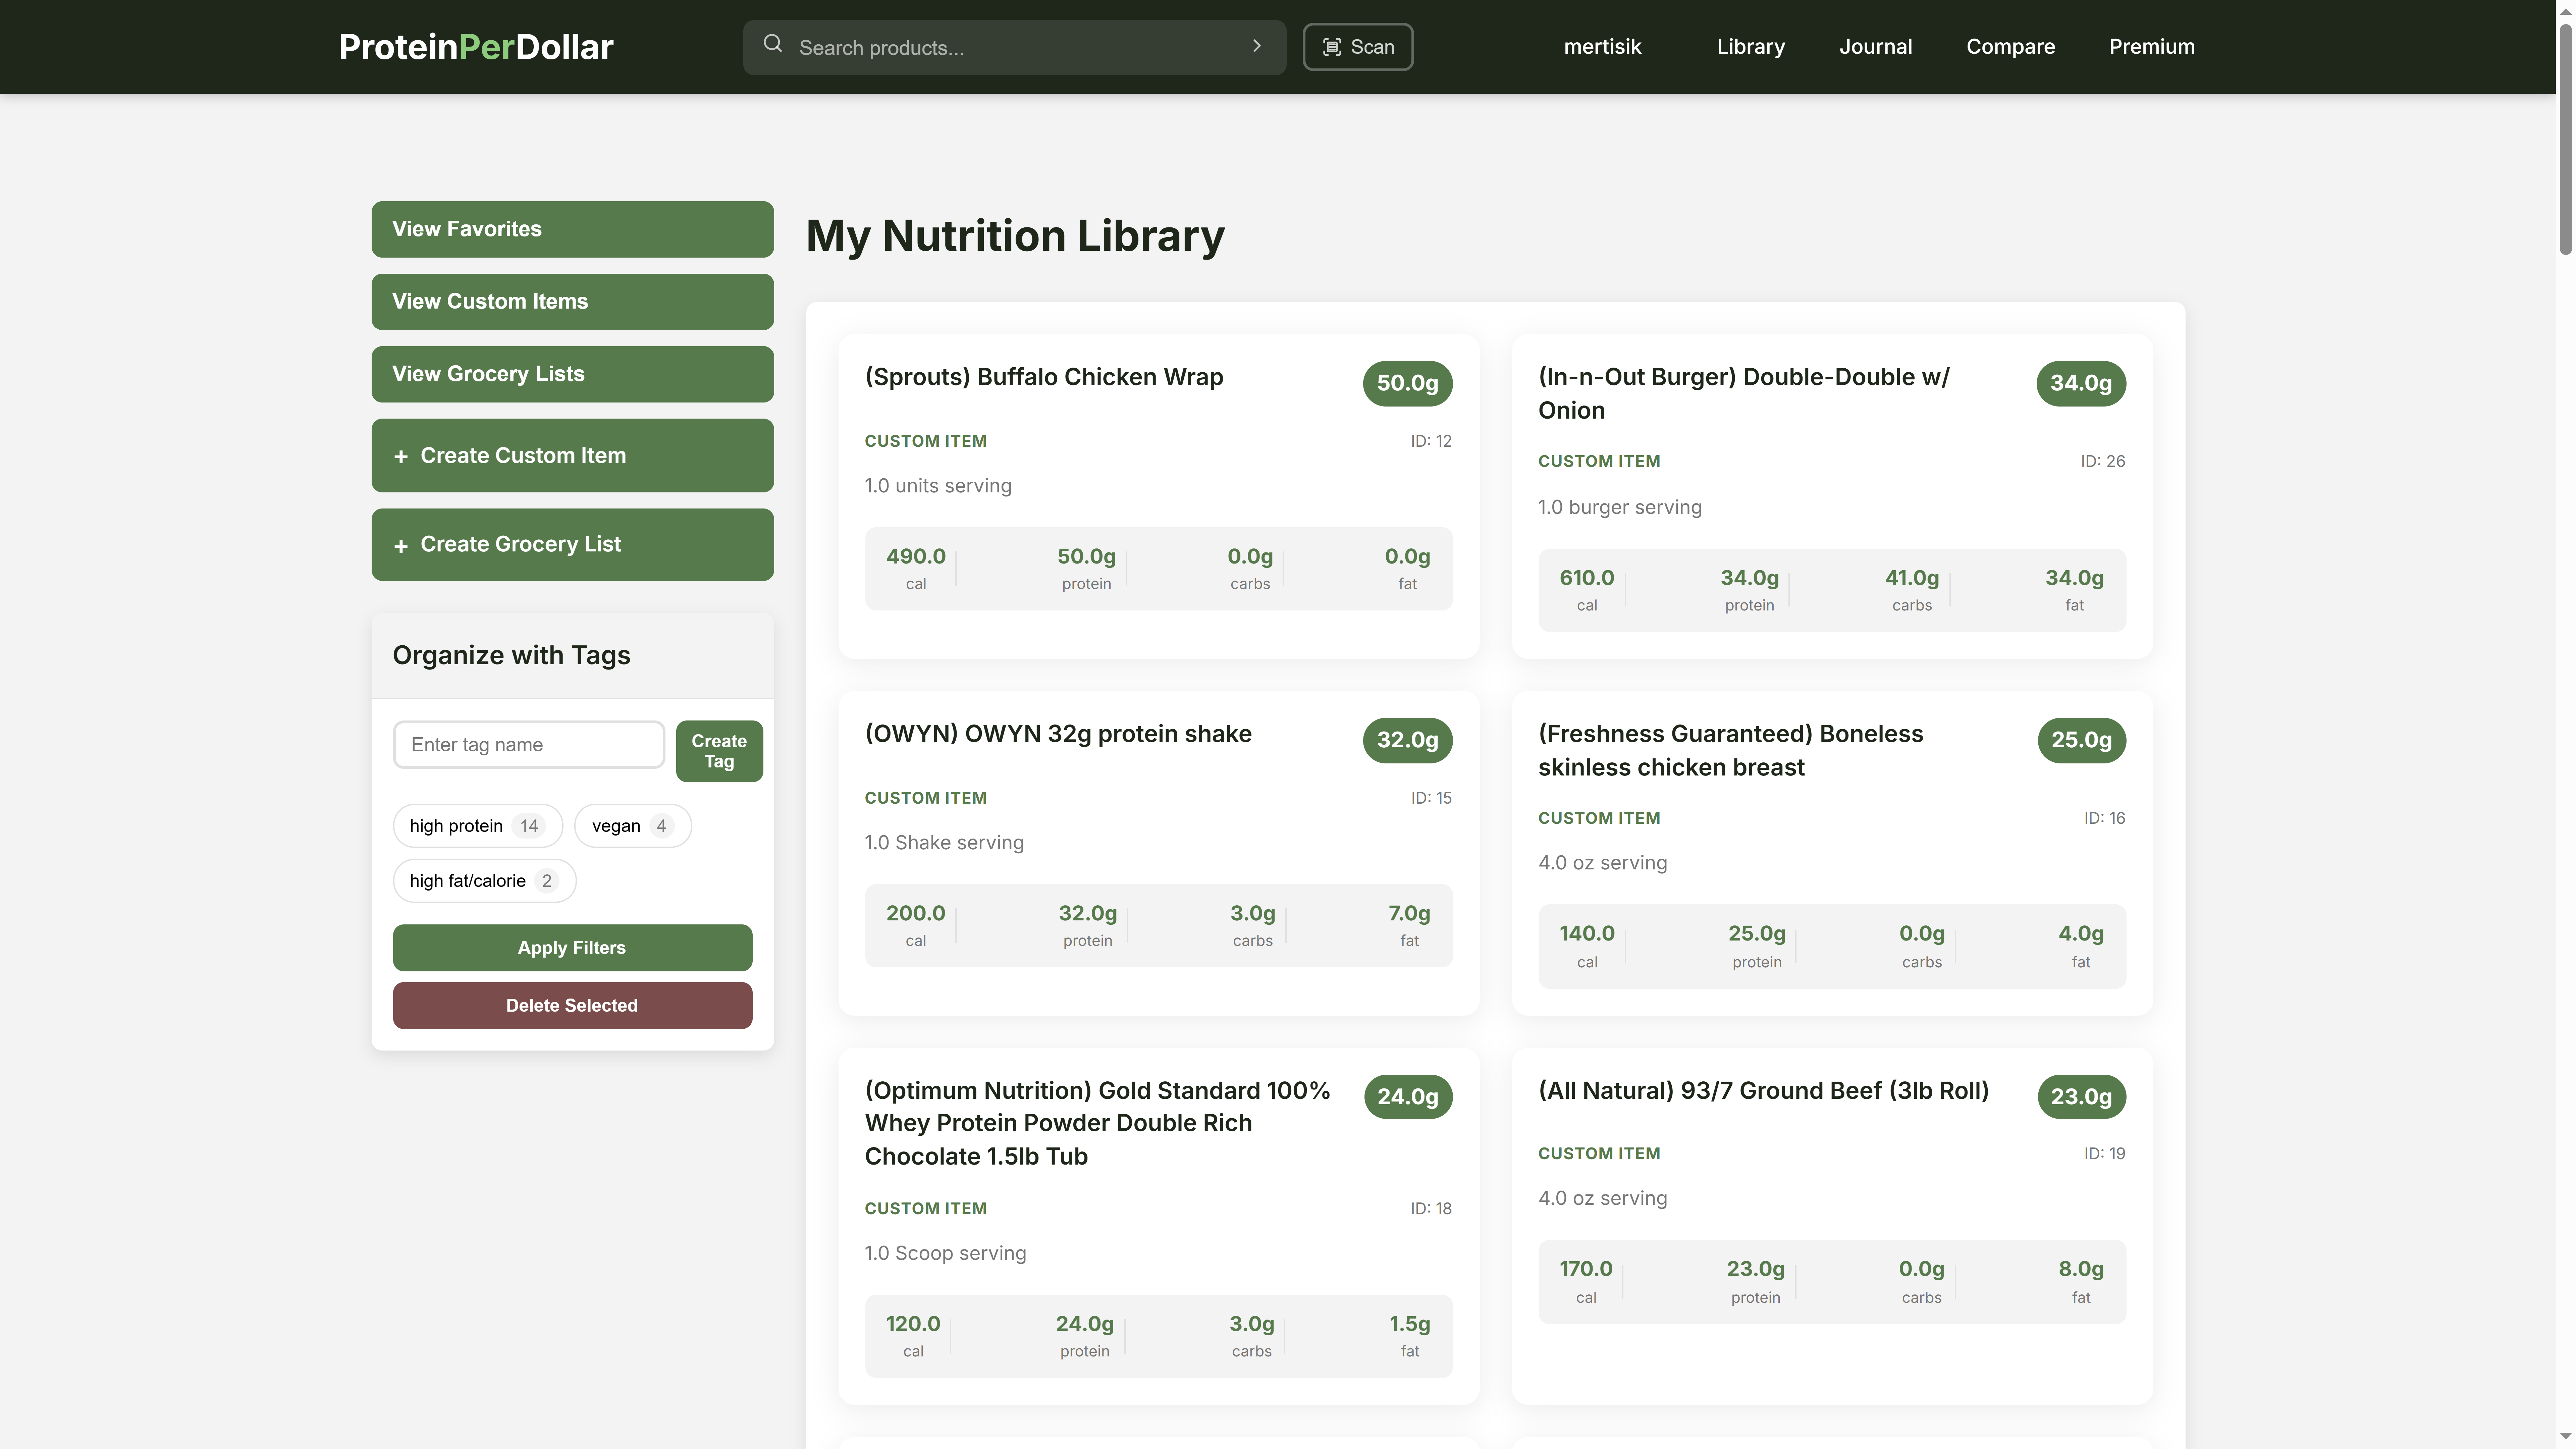 ProteinPerDollar
Search products...
Scan
mertisik
Library
Journal
Compare
Premium
View Favorites
View Custom Items
View Grocery Lists
+ Create Custom Item
+ Create Grocery List
Organize with Tags
Enter tag name
Create
Tag
high protein 14
vegan 4
high fat/calorie 2
Apply Filters
Delete Selected
My Nutrition Library
(Sprouts) Buffalo Chicken Wrap
50.0g
CUSTOM ITEM
ID: 12
1.0 units serving
490.0 50.0g 0.0g 0.0g
cal protein carbs fat
(In-n-Out Burger) Double-Double w/
Onion
34.0g
CUSTOM ITEM
ID: 26
1.0 burger serving
610.0 34.0g 41.0g 34.0g
cal protein carbs fat
(OWYN) OWYN 32g protein shake
32.0g
CUSTOM ITEM
ID: 15
1.0 Shake serving
200.0 32.0g 3.0g 7.0g
cal protein carbs fat
(Freshness Guaranteed) Boneless
skinless chicken breast
25.0g
CUSTOM ITEM
ID: 16
4.0 oz serving
140.0 25.0g 0.0g 4.0g
cal protein carbs fat
(Optimum Nutrition) Gold Standard 100%
Whey Protein Powder Double Rich
Chocolate 1.5lb Tub
24.0g
CUSTOM ITEM
ID: 18
1.0 Scoop serving
120.0 24.0g 3.0g 1.5g
cal protein carbs fat
(All Natural) 93/7 Ground Beef (3lb Roll)
23.0g
CUSTOM ITEM
ID: 19
4.0 oz serving
170.0 23.0g 0.0g 8.0g
cal protein carbs fat